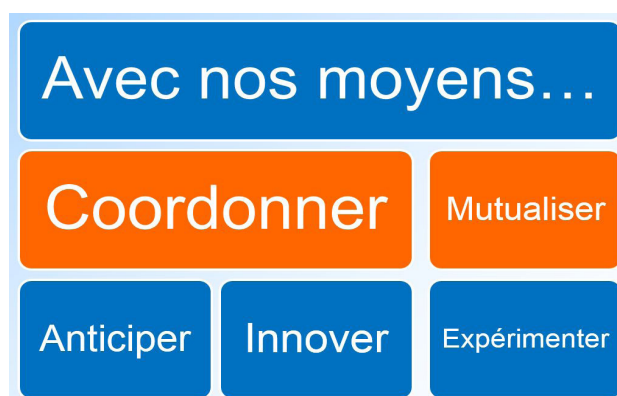 Avec nos moyens…
Coordonner
Mutualiser
Anticiper
Innover
Expérimenter